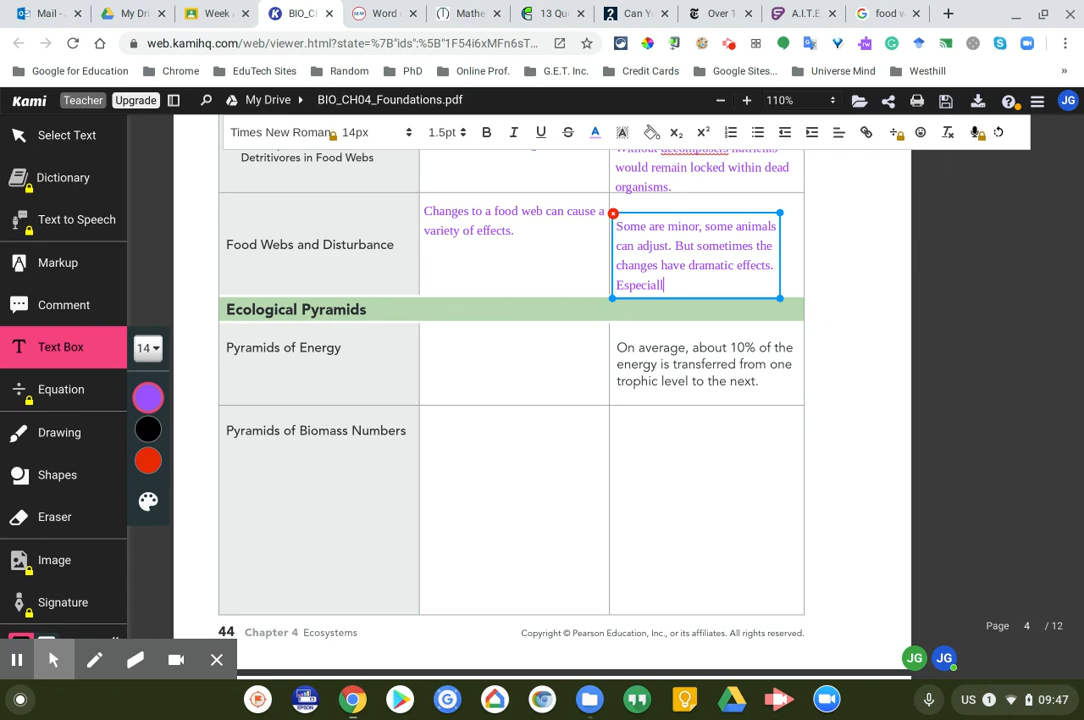 Mail -
My Dri
Week
BIO_C
Word
Mathe
13 Qu
Can Yo
Over T
A.I.T.E
food w
web.kamihq.com/web/viewer.html?state=%7B"ids":%5B"1F54i6xMFn6sT...
Google for Education
Chrome
EduTech Sites
Random
PhD
Online Prof.
G.E.T. Inc.
Credit Cards
Google Sites...
Universe Mind
Westhill
»
Kami
Teacher
Upgrade
My Drive
BIO_CH04_Foundations.pdf
110%
JG
Times New Roman
14px
1.5pt
B I U S A
Select Text
Dictionary
Text to Speech
Markup
Comment
Text Box
14
Equation
Drawing
Shapes
Eraser
Image
Signature
Detritivores in Food Webs
Without decomposers nutrients
would remain locked within dead
organisms.
Food Webs and Disturbance
Changes to a food web can cause a
variety of effects.
Some are minor, some animals
can adjust. But sometimes the
changes have dramatic effects.
Especiall
Ecological Pyramids
Pyramids of Energy
On average, about 10% of the
energy is transferred from one
trophic level to the next.
Pyramids of Biomass Numbers
44 Chapter 4 Ecosystems
Copyright © Pearson Education, Inc., or its affiliates. All rights reserved.
Page 4 / 12
JG JG
EPSON
US 1 09:47